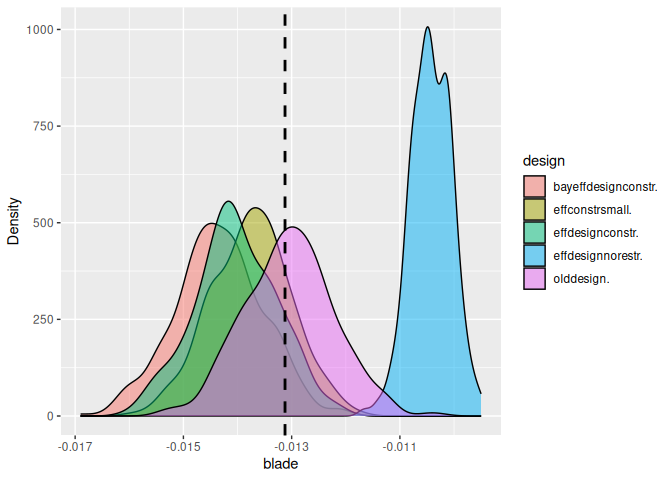 1000
750
500
250
0
Density
-0.017
-0.015
-0.013
-0.011
blade
design
bayeffdesignconstr.
effconstrsmall.
effdesignconstr.
effdesignnorestr.
olddesign.